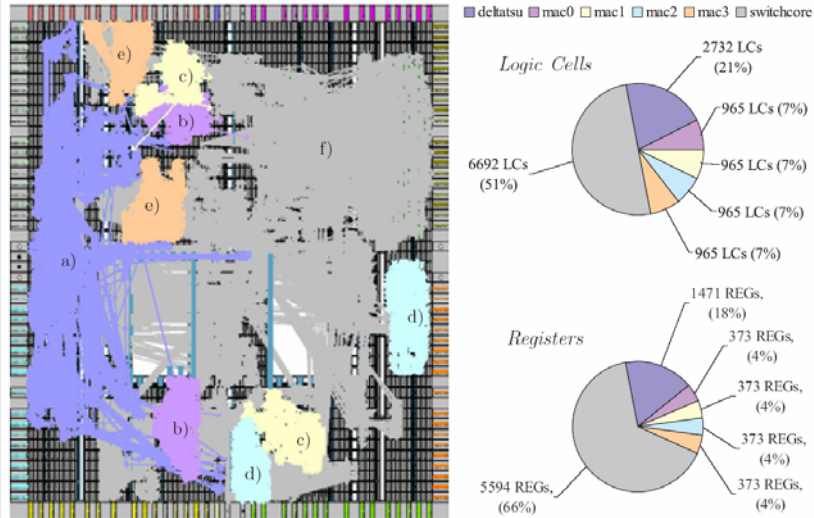 deltatsu mac0 mac1 mac2 mac3 switchcore
e)
c)
b)
f)
e)
a)
d)
b)
c)
d)
Logic Cells
2732 LCs
(21%)
965 LCs (7%)
965 LCs (7%)
965 LCs (7%)
965 LCs (7%)
6692 LCs
(51%)
Registers
1471 REGs,
(18%)
373 REGs,
(4%)
373 REGs,
(4%)
373 REGs,
(4%)
373 REGs,
(4%)
5594 REGs,
(66%)